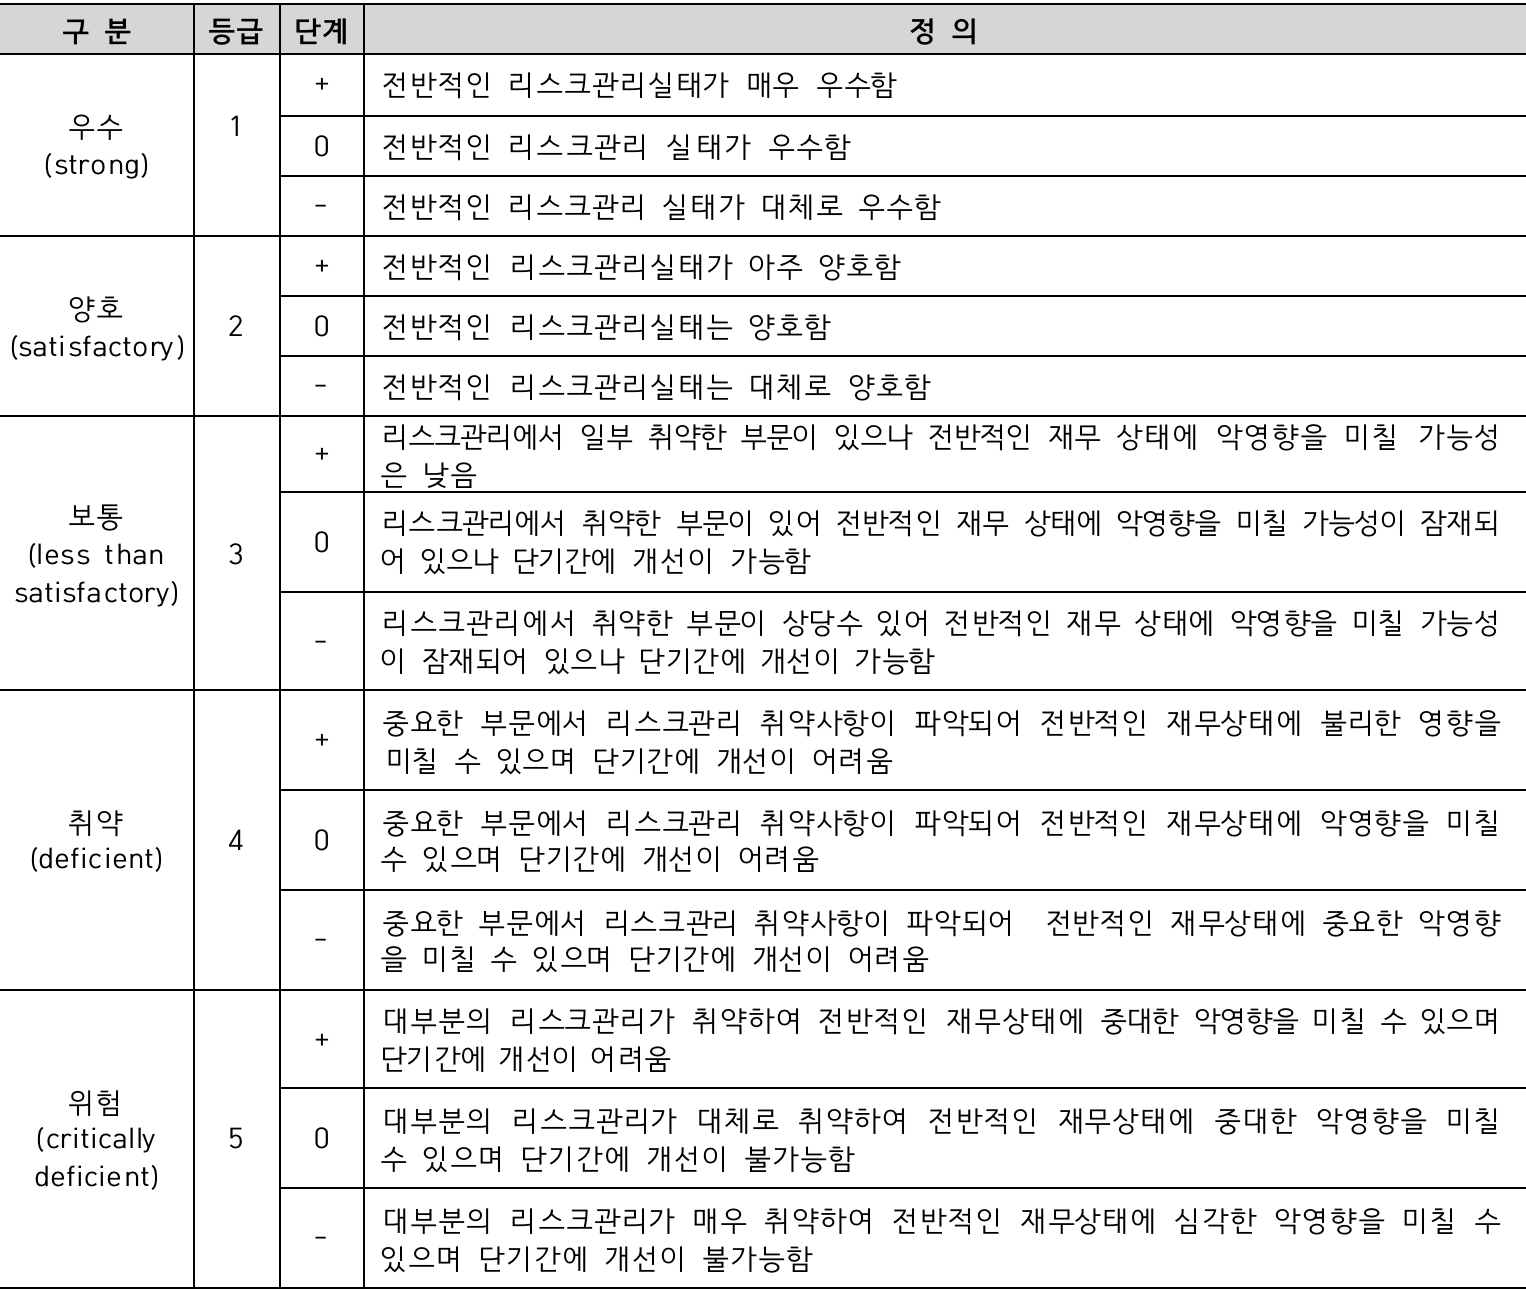 구 분 등급 단계 정 의
우수
(strong)
1
+ 전반적인 리스크관리실태가 매우 우수함
0 전반적인 리스크관리 실태가 우수함
- 전반적인 리스크관리 실태가 대체로 우수함
양호
(satisfactory)
2
+ 전반적인 리스크관리실태가 아주 양호함
0 전반적인 리스크관리실태는 양호함
- 전반적인 리스크관리실태는 대체로 양호함
보통
(less than
satisfactory)
3
+ 리스크관리에서 일부 취약한 부문이 있으나 전반적인 재무 상태에 악영향을 미칠 가능성
은 낮음
0 리스크관리에서 취약한 부문이 있어 전반적인 재무 상태에 악영향을 미칠 가능성이 잠재되
어 있으나 단기간에 개선이 가능함
- 리스크관리에서 취약한 부문이 상당수 있어 전반적인 재무 상태에 악영향을 미칠 가능성
이 잠재되어 있으나 단기간에 개선이 가능함
취약
(deficient)
4
+ 중요한 부문에서 리스크관리 취약사항이 파악되어 전반적인 재무상태에 불리한 영향을
미칠 수 있으며 단기간에 개선이 어려움
0 중요한 부문에서 리스크관리 취약사항이 파악되어 전반적인 재무상태에 악영향을 미칠
수 있으며 단기간에 개선이 어려움
- 중요한 부문에서 리스크관리 취약사항이 파악되어 전반적인 재무상태에 중요한 악영향
을 미칠 수 있으며 단기간에 개선이 어려움
위험
(critically
deficient)
5
+ 대부분의 리스크관리가 취약하여 전반적인 재무상태에 중대한 악영향을 미칠 수 있으며
단기간에 개선이 어려움
0 대부분의 리스크관리가 대체로 취약하여 전반적인 재무상태에 중대한 악영향을 미칠
수 있으며 단기간에 개선이 불가능함
- 대부분의 리스크관리가 매우 취약하여 전반적인 재무상태에 심각한 악영향을 미칠 수
있으며 단기간에 개선이 불가능함